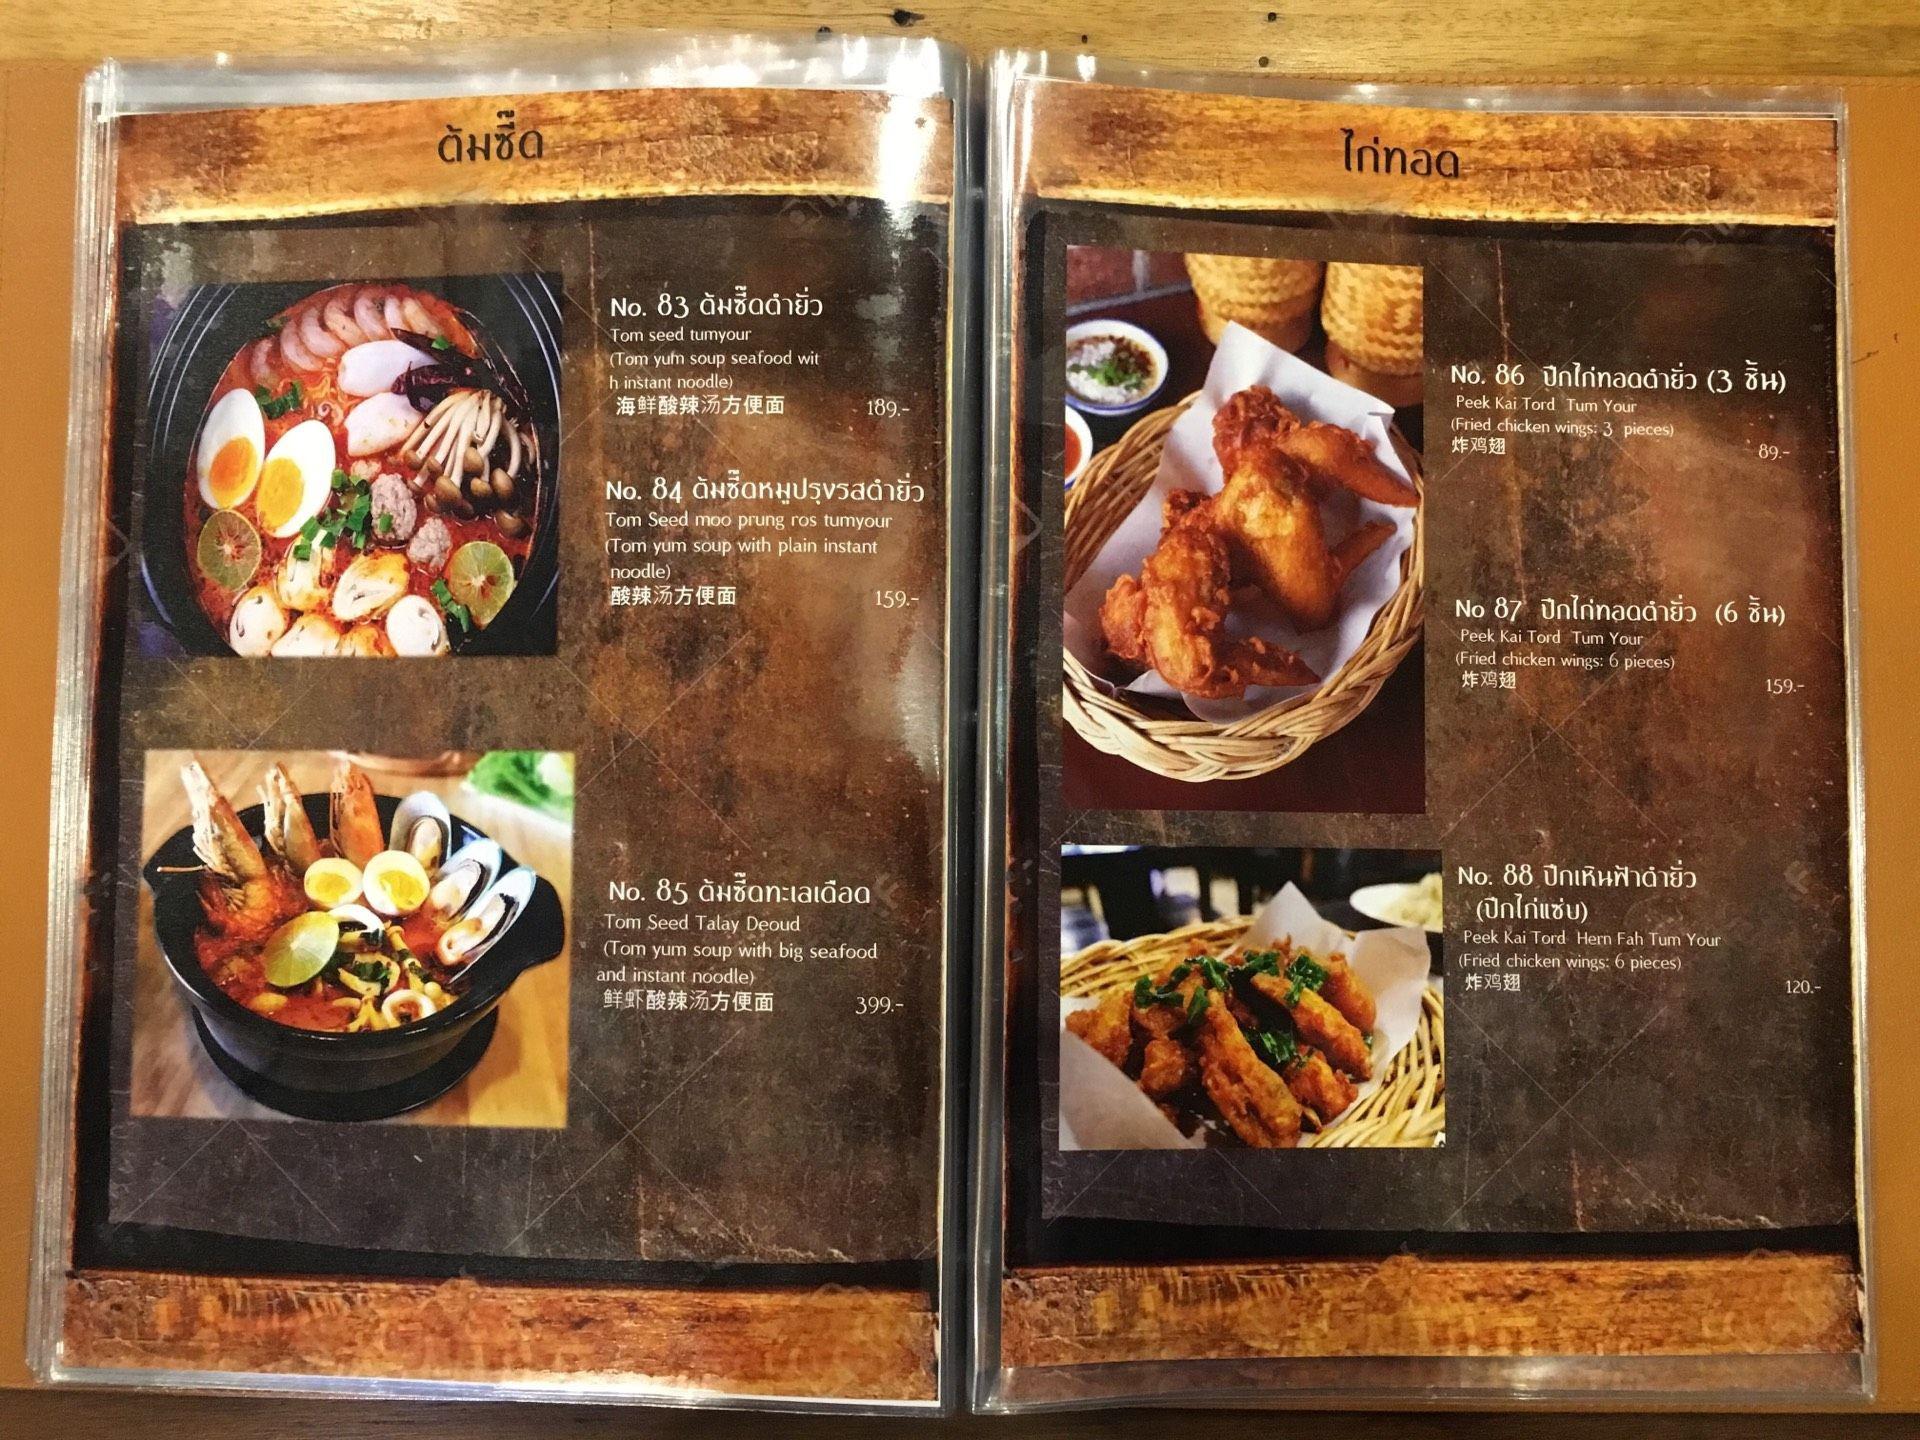 ต้มซี๊ด
No. 83 ต้มซี๊ดตำยั่ว
Tom seed tumyour
(Tom yum soup seafood wit
h instant noodle)
海鲜酸辣汤方便面 189.-
No. 84 ต้มซี๊ดหมูปรุงรสตำยั่ว
Tom Seed moo prung ros tumyour
(Tom yum soup with plain instant
noodle)
酸辣汤方便面 159.-
No. 85 ต้มซี๊ดทะเลเดือด
Tom Seed Talay Deoud
(Tom yum soup with big seafood
and instant noodle)
鲜虾酸辣汤方便面 399.-
ไก่ทอด
No. 86 ปีกไก่ทอดตำยั่ว (3 ชิ้น)
Peek Kai Tord Tum Your
(Fried chicken wings: 3 pieces)
炸鸡翅 89.-
No 87 ปีกไก่ทอดตำยั่ว (6 ชิ้น)
Peek Kai Tord Tum Your
(Fried chicken wings: 6 pieces)
炸鸡翅 159.-
No. 88 ปีกเหินฟ้าตำยั่ว
(ปีกไก่แซ่บ)
Peek Kai Tord Hern Fah Tum Your
(Fried chicken wings: 6 pieces)
炸鸡翅 120.-